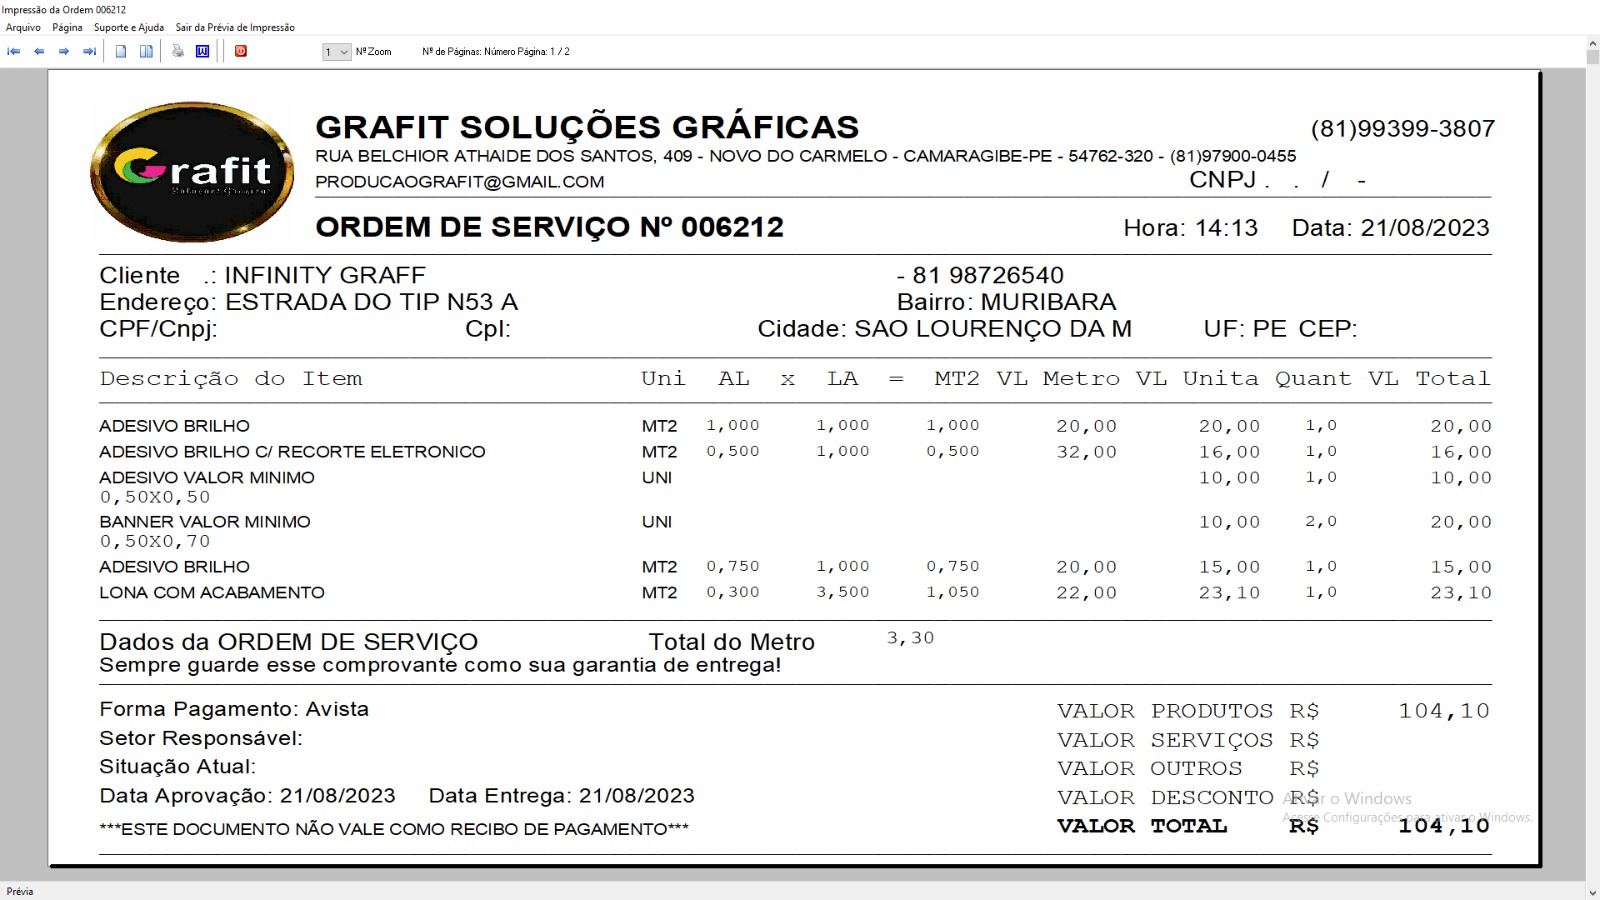 Impressão da Ordem 006212
Arquivo Página Suporte e Ajuda Sair da Prévia de Impressão
1 Nº Zoom Nº de Páginas: Número Página: 1 / 2
Grafit
Soluções Gráficas
GRAFIT SOLUÇÕES GRÁFICAS (81)99399-3807
RUA BELCHIOR ATHAIDE DOS SANTOS, 409 - NOVO DO CARMELO - CAMARAGIBE-PE - 54762-320 - (81)97900-0455
PRODUCAOGRAFIT@GMAIL.COM CNPJ . . / -
ORDEM DE SERVIÇO Nº 006212 Hora: 14:13 Data: 21/08/2023
Cliente .: INFINITY GRAFF - 81 98726540
Endereço: ESTRADA DO TIP N53 A Bairro: MURIBARA
CPF/Cnpj: Cpl: Cidade: SAO LOURENÇO DA M UF: PE CEP:
Descrição do Item Uni AL x LA = MT2 VL Metro VL Unita Quant VL Total
ADESIVO BRILHO MT2 1,000 1,000 1,000 20,00 20,00 1,0 20,00
ADESIVO BRILHO C/ RECORTE ELETRONICO MT2 0,500 1,000 0,500 32,00 16,00 1,0 16,00
ADESIVO VALOR MINIMO UNI 10,00 1,0 10,00
0,50X0,50
BANNER VALOR MINIMO UNI 10,00 2,0 20,00
0,50X0,70
ADESIVO BRILHO MT2 0,750 1,000 0,750 20,00 15,00 1,0 15,00
LONA COM ACABAMENTO MT2 0,300 3,500 1,050 22,00 23,10 1,0 23,10
Dados da ORDEM DE SERVIÇO Total do Metro 3,30
Sempre guarde esse comprovante como sua garantia de entrega!
Forma Pagamento: Avista VALOR PRODUTOS R$ 104,10
Setor Responsável: VALOR SERVIÇOS R$
Situação Atual: VALOR OUTROS R$
Data Aprovação: 21/08/2023 Data Entrega: 21/08/2023 VALOR DESCONTO R$
Ativar o Windows
Acesse Configurações para ativar o Windows.
***ESTE DOCUMENTO NÃO VALE COMO RECIBO DE PAGAMENTO*** VALOR TOTAL R$ 104,10
Prévia